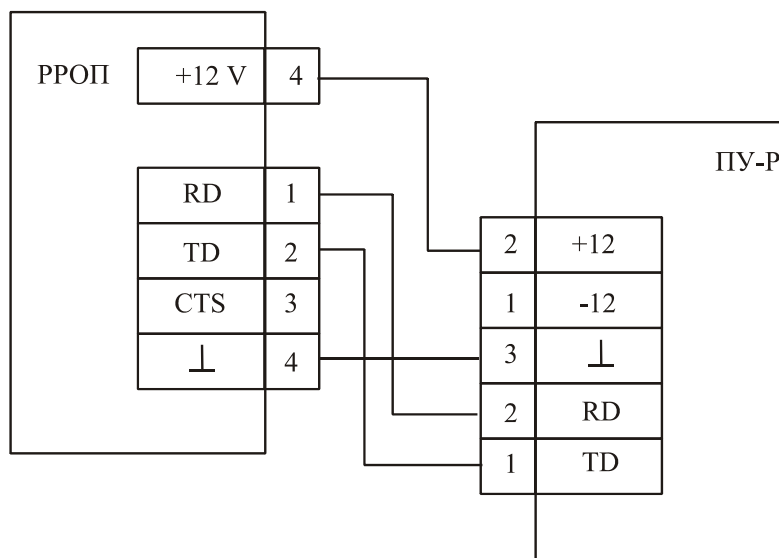 РРОП
+12 V 4
RD 1
TD 2
CTS 3
⊥ 4
ПУ-Р
2 +12
1 -12
3 ⊥
2 RD
1 TD